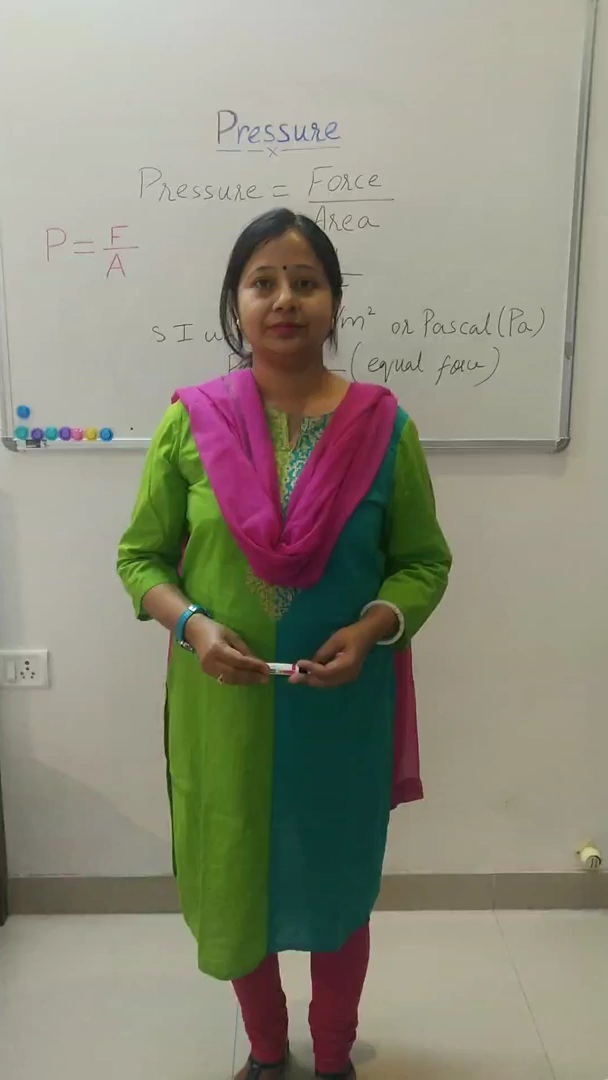 Pressure
Pressure = Force
Area
P = F
A
S I u /m² or Pascal (Pa)
(equal force)